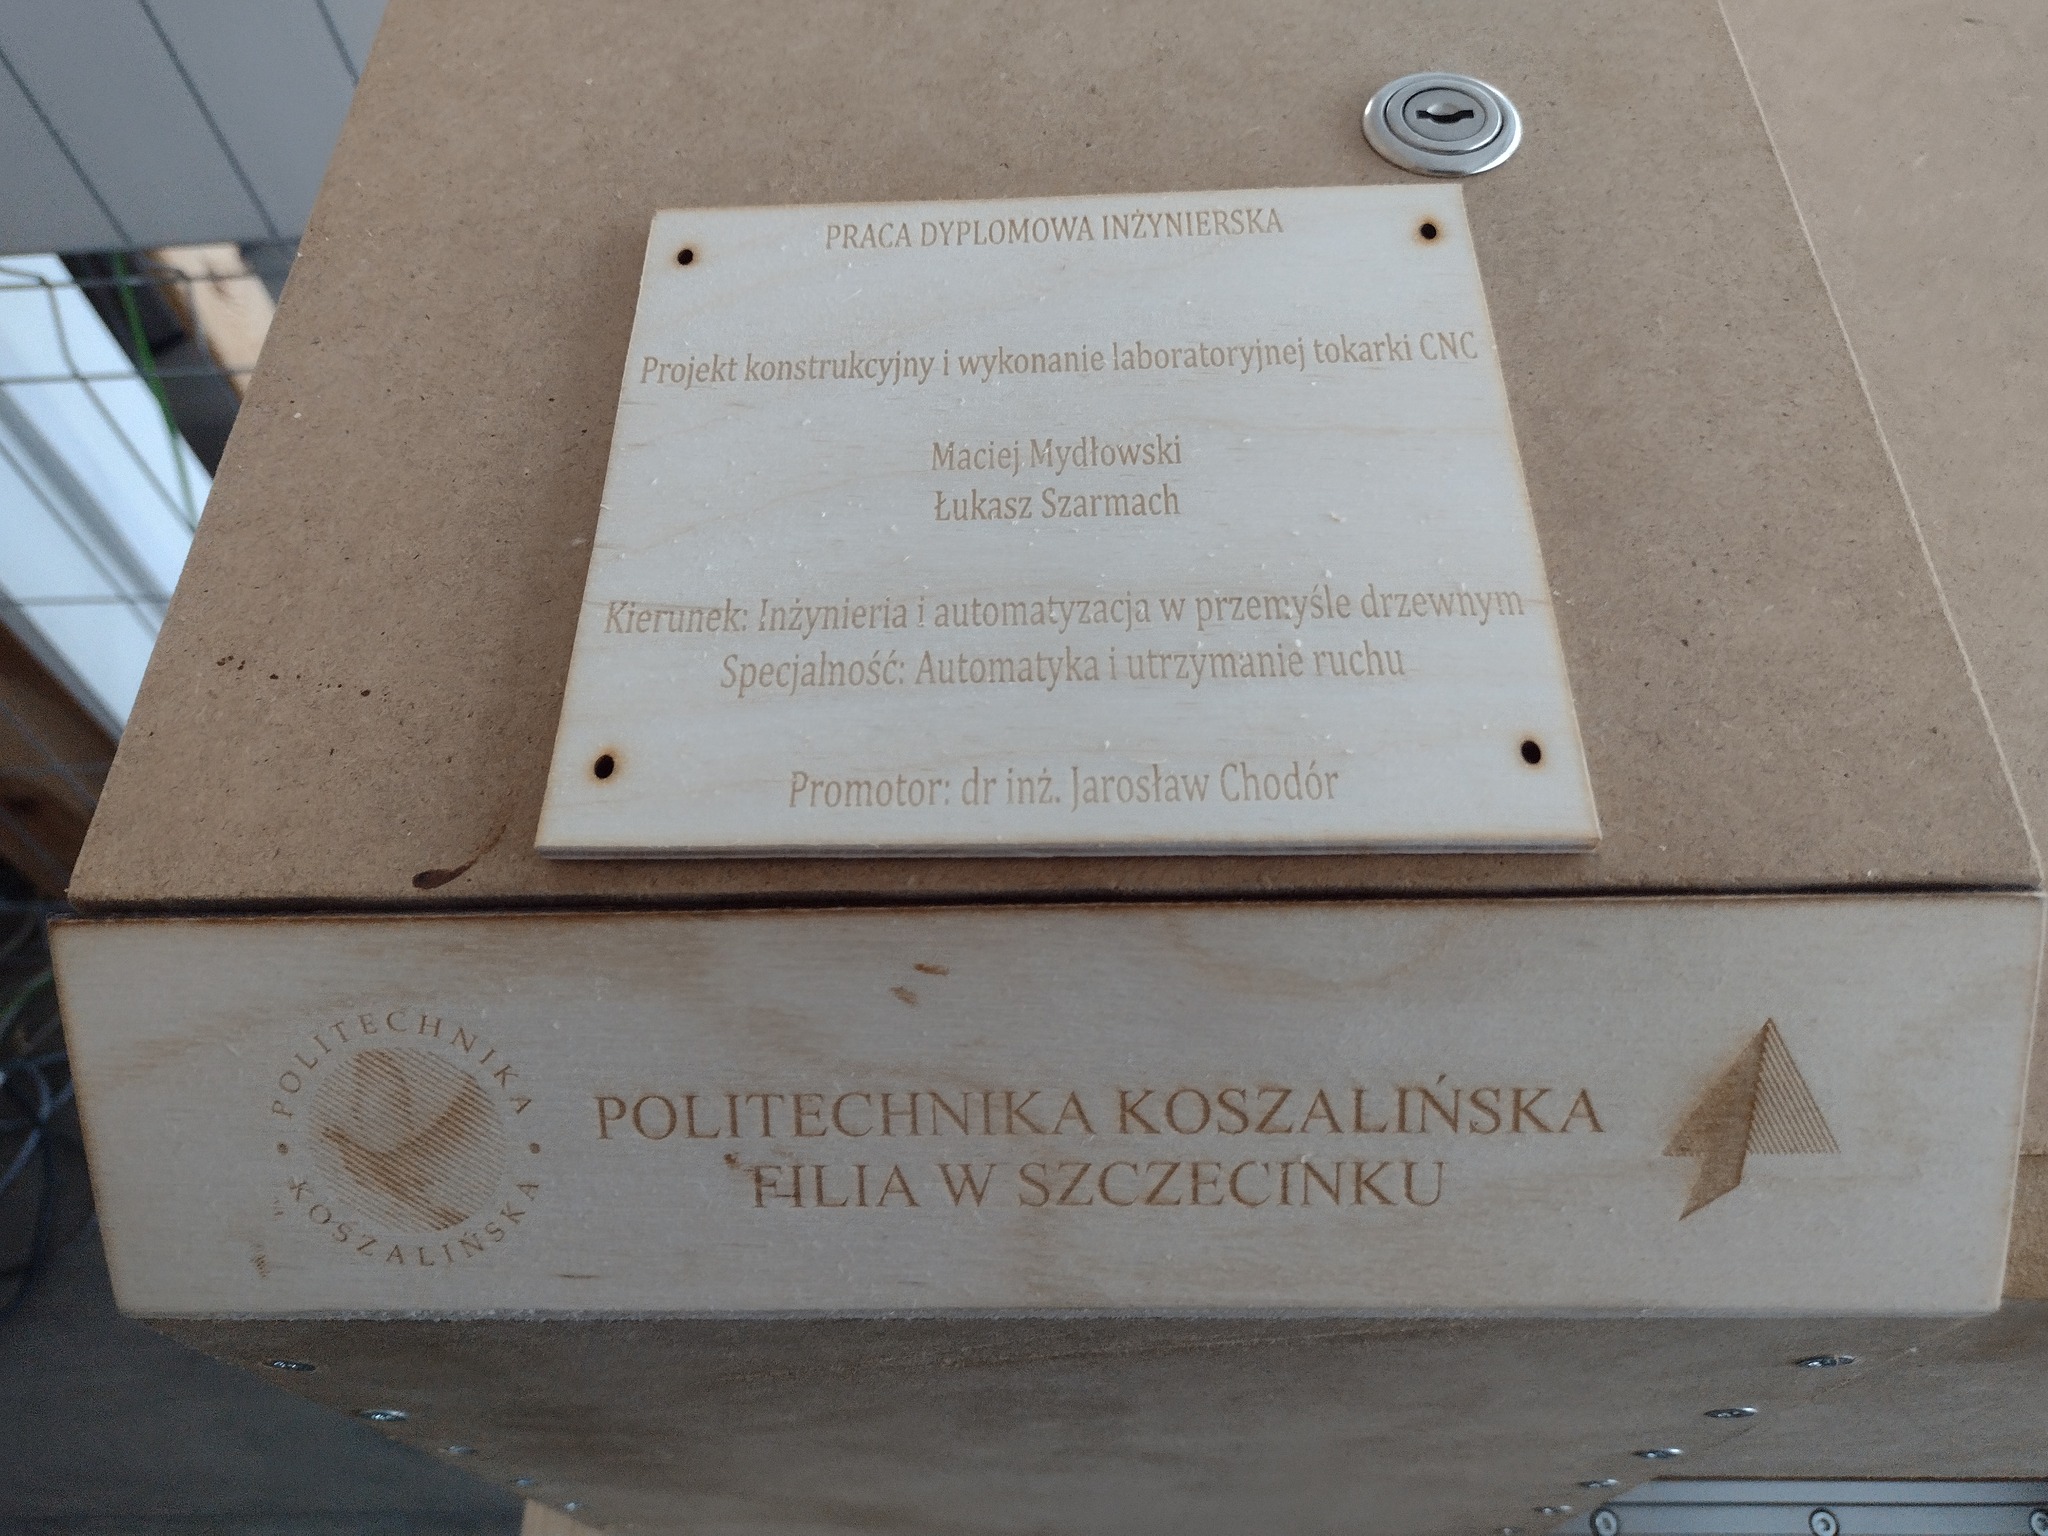 PRACA DYPLOMOWA INŻYNIERSKA
Projekt konstrukcyjny i wykonanie laboratoryjnej tokarki CNC
Maciej Mydłowski
Łukasz Szarmach
Kierunek: Inżynieria i automatyzacja w przemyśle drzewnym
Specjalność: Automatyka i utrzymanie ruchu
Promotor: dr inż. Jarosław Chodór
POLITECHNIKA
KOSZALIŃSKA
POLITECHNIKA KOSZALIŃSKA
FILIA W SZCZECINKU